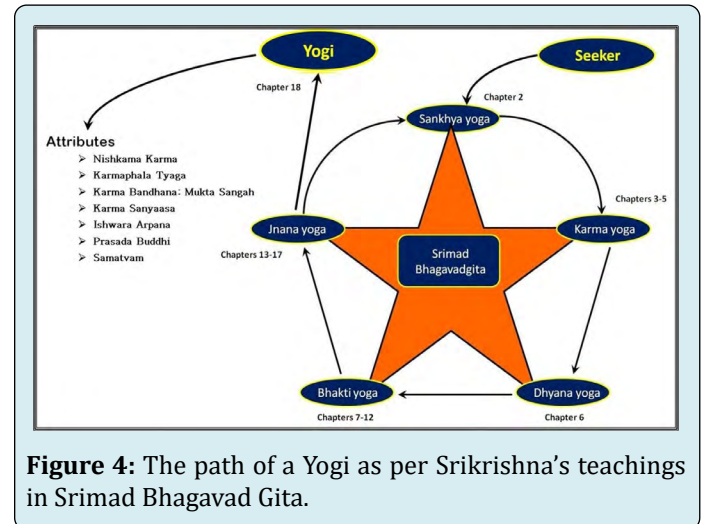 Yogi
Seeker
Chapter 18
Chapter 2
Sankhya yoga
Attributes
➢ Nishkama Karma
➢ Karmaphala Tyaga
➢ Karma Bandhana: Mukta Sangah
➢ Karma Sanyaasa
➢ Ishwara Arpana
➢ Prasada Buddhi
➢ Samatvam
Chapters 3-5
Jnana yoga
Karma yoga
Chapters 13-17
Srimad
Bhagavadgita
Bhakti yoga
Dhyana yoga
Chapters 7-12
Chapter 6
Figure 4: The path of a Yogi as per Srikrishna's teachings
in Srimad Bhagavad Gita.